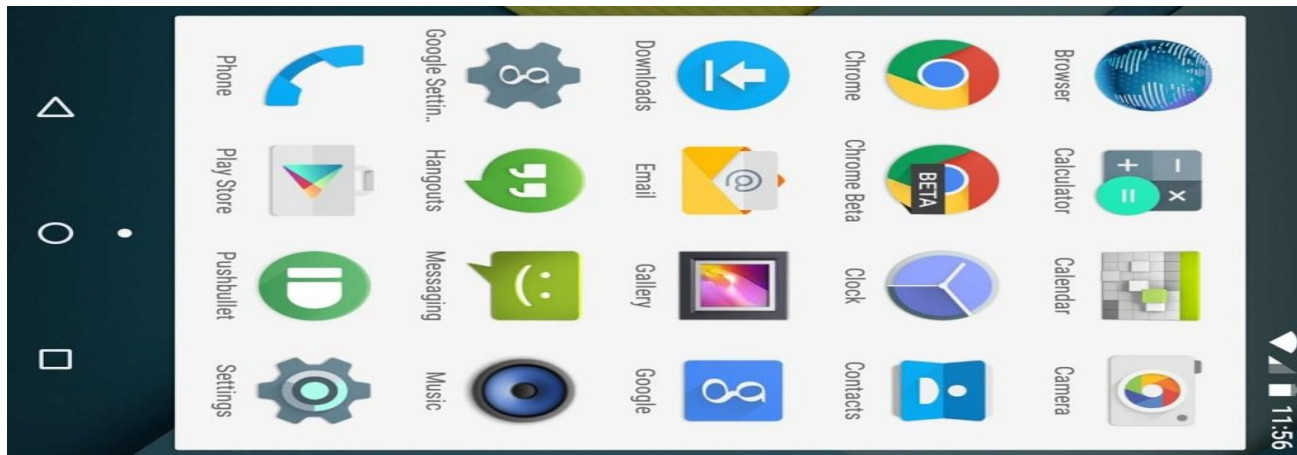 11:56
Browser Calculator Calendar Camera
BETA
Chrome Chrome Beta Clock Contacts
@
g
Downloads Email Gallery Google
g
Google Settin.. Hangouts Messaging Music
Phone Play Store Pushbullet Settings